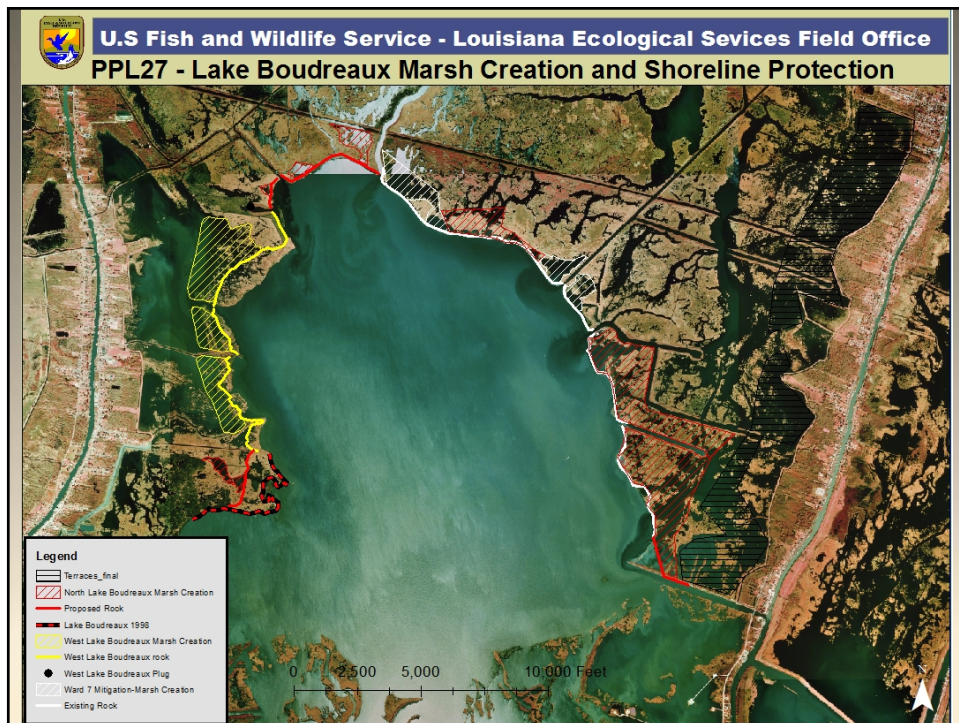 U.S.
FISH & WILDLIFE
SERVICE
U.S Fish and Wildlife Service - Louisiana Ecological Sevices Field Office
PPL27 - Lake Boudreaux Marsh Creation and Shoreline Protection
Legend
Terraces_final
North Lake Boudreaux Marsh Creation
Proposed Rock
Lake Boudreaux 1998
West Lake Boudreaux Marsh Creation
West Lake Boudreaux rock
West Lake Boudreaux Plug
Ward 7 Mitigation-Marsh Creation
Existing Rock
0 2,500 5,000 10,000 Feet
N